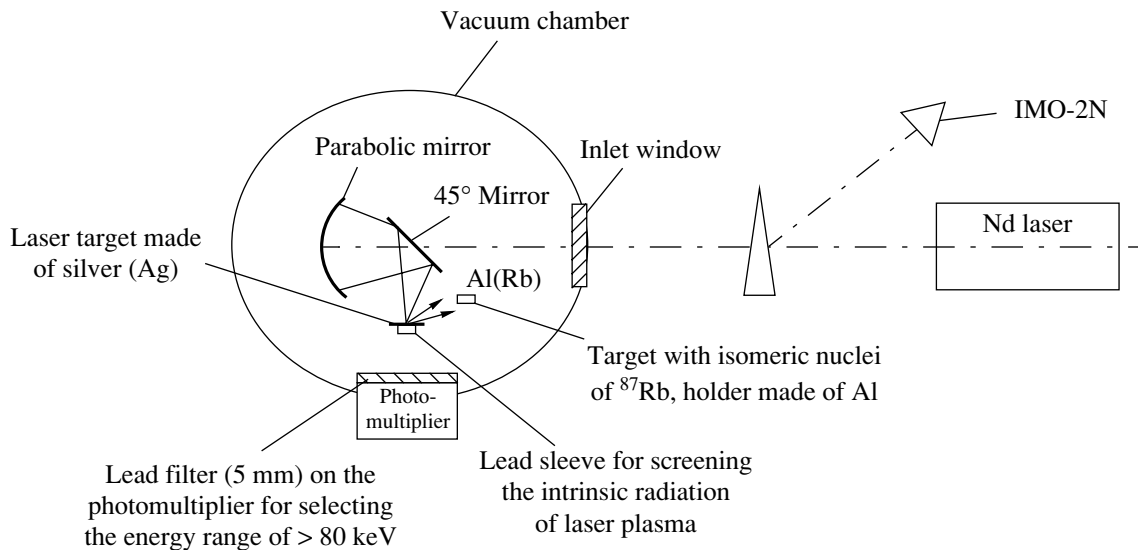 Vacuum chamber
IMO-2N
Parabolic mirror
Inlet window
45° Mirror
Nd laser
Laser target made
of silver (Ag)
Al(Rb)
Target with isomeric nuclei
of ⁸⁷Rb, holder made of Al
Photo-
multiplier
Lead filter (5 mm) on the
photomultiplier for selecting
the energy range of > 80 keV
Lead sleeve for screening
the intrinsic radiation
of laser plasma